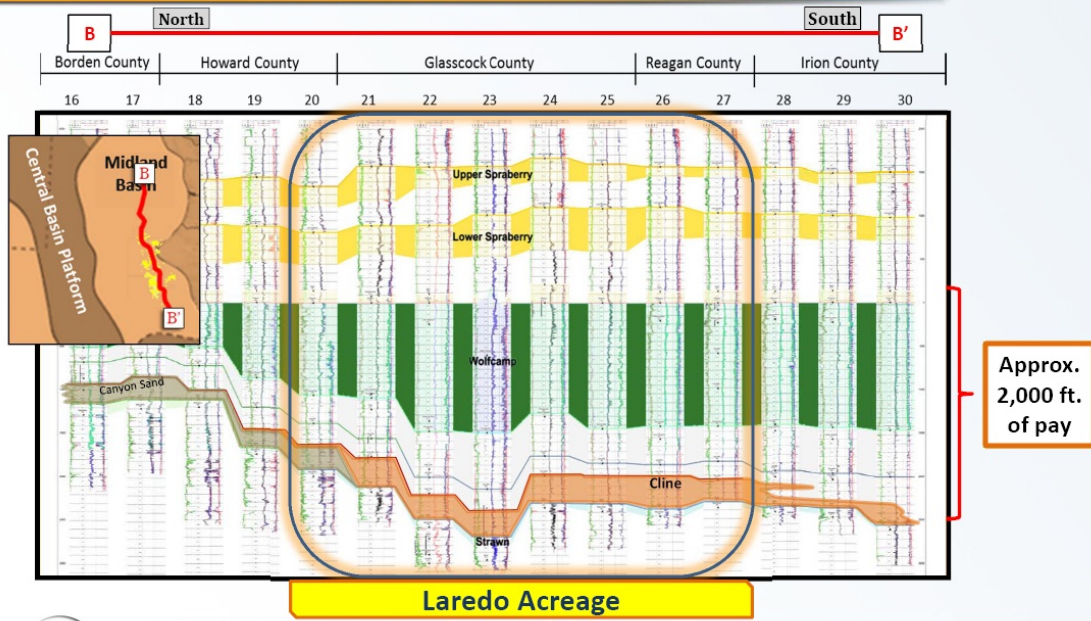 B
North
South
B'
Borden County
Howard County
Glasscock County
Reagan County
Irion County
16 17 18 19 20 21 22 23 24 25 26 27 28 29 30
Central Basin Platform
Midland
Basin
B
B'
Upper Spraberry
Lower Spraberry
Wolfcamp
Canyon Sand
Cline
Strawn
Approx.
2,000 ft.
of pay
Laredo Acreage